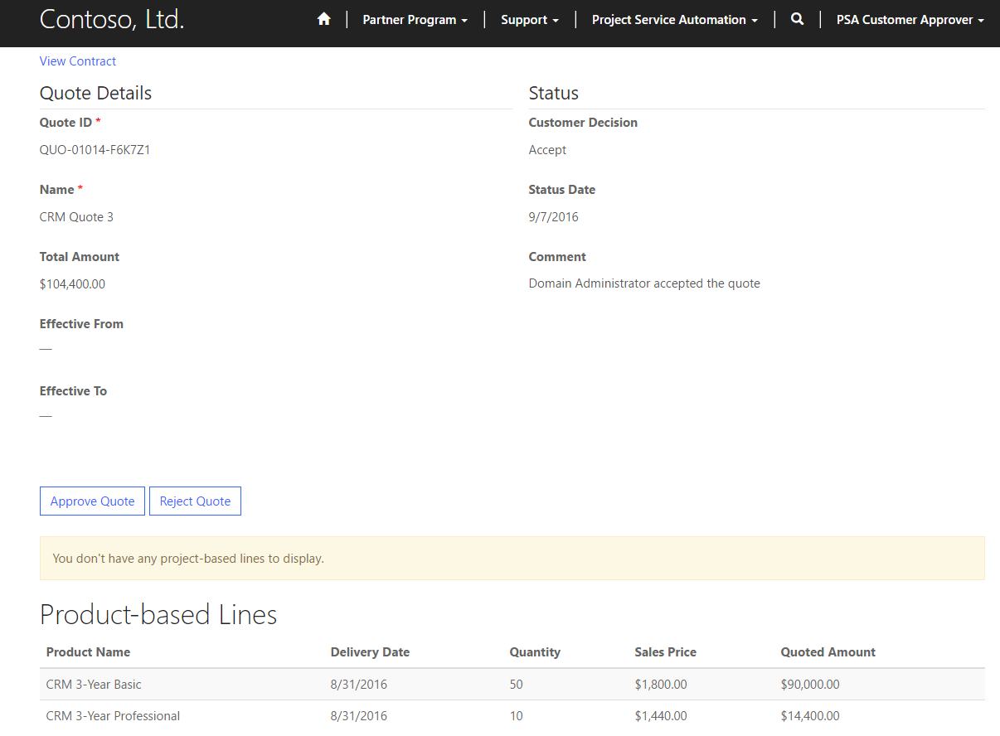 Contoso, Ltd.
Partner Program
Support
Project Service Automation
PSA Customer Approver
View Contract
Quote Details
Quote ID *
QUO-01014-F6K7Z1
Name *
CRM Quote 3
Total Amount
$104,400.00
Effective From
—
Effective To
—
Status
Customer Decision
Accept
Status Date
9/7/2016
Comment
Domain Administrator accepted the quote
Approve Quote Reject Quote
You don't have any project-based lines to display.
Product-based Lines
Product Name Delivery Date Quantity Sales Price Quoted Amount
CRM 3-Year Basic 8/31/2016 50 $1,800.00 $90,000.00
CRM 3-Year Professional 8/31/2016 10 $1,440.00 $14,400.00